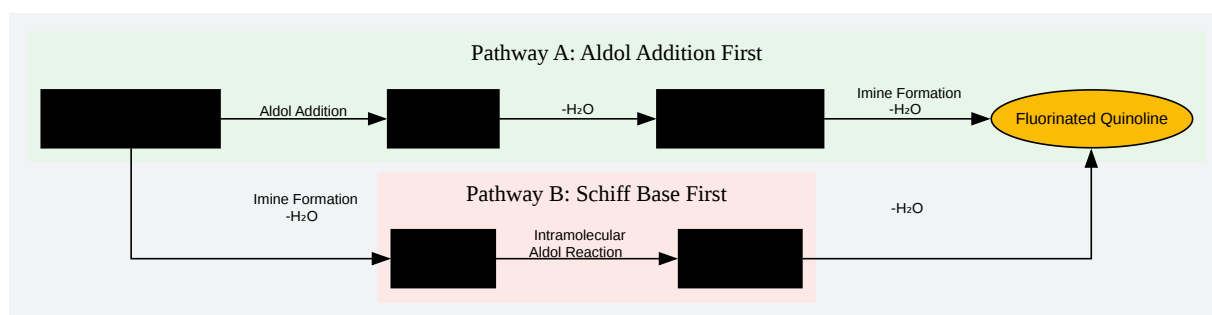 Pathway A: Aldol Addition First
Aldol Addition
-H₂O
Imine Formation
-H₂O
Fluorinated Quinoline
Pathway B: Schiff Base First
Imine Formation
-H₂O
Intramolecular
Aldol Reaction
-H₂O